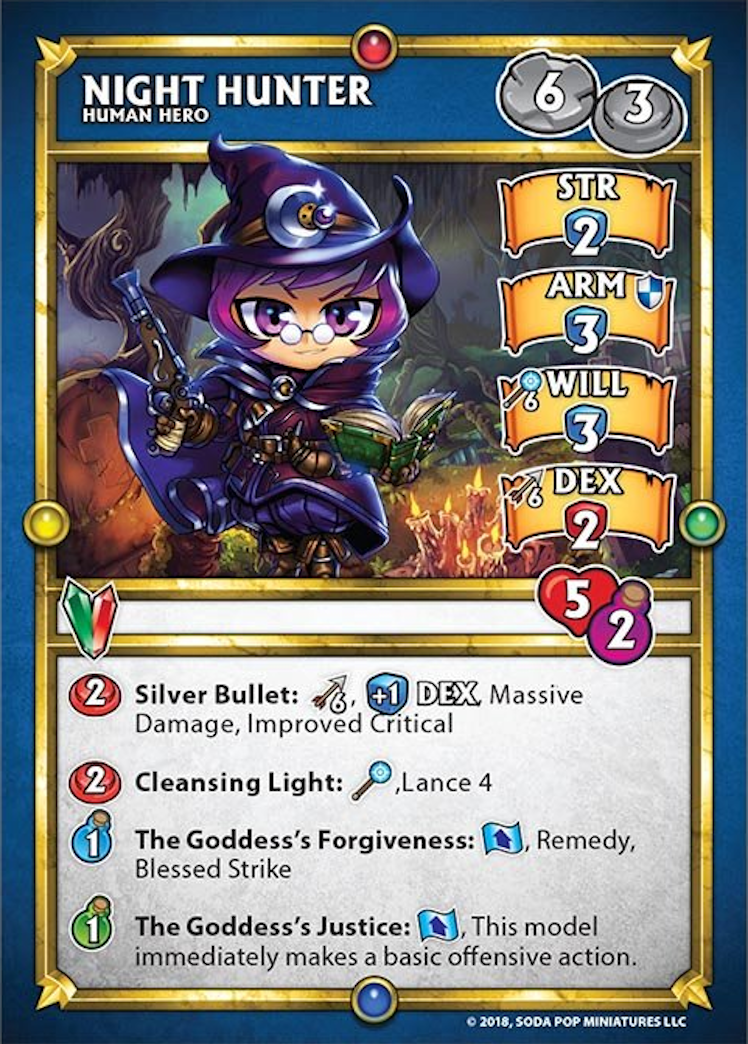 NIGHT HUNTER
HUMAN HERO
6
3
STR
2
ARM
3
6
WILL
3
6
DEX
2
5
2
2 Silver Bullet: 6, +1 DEX, Massive
Damage, Improved Critical
2 Cleansing Light: ,Lance 4
1 The Goddess's Forgiveness: , Remedy,
Blessed Strike
1 The Goddess's Justice: , This model
immediately makes a basic offensive action.
© 2018, SODA POP MINIATURES LLC